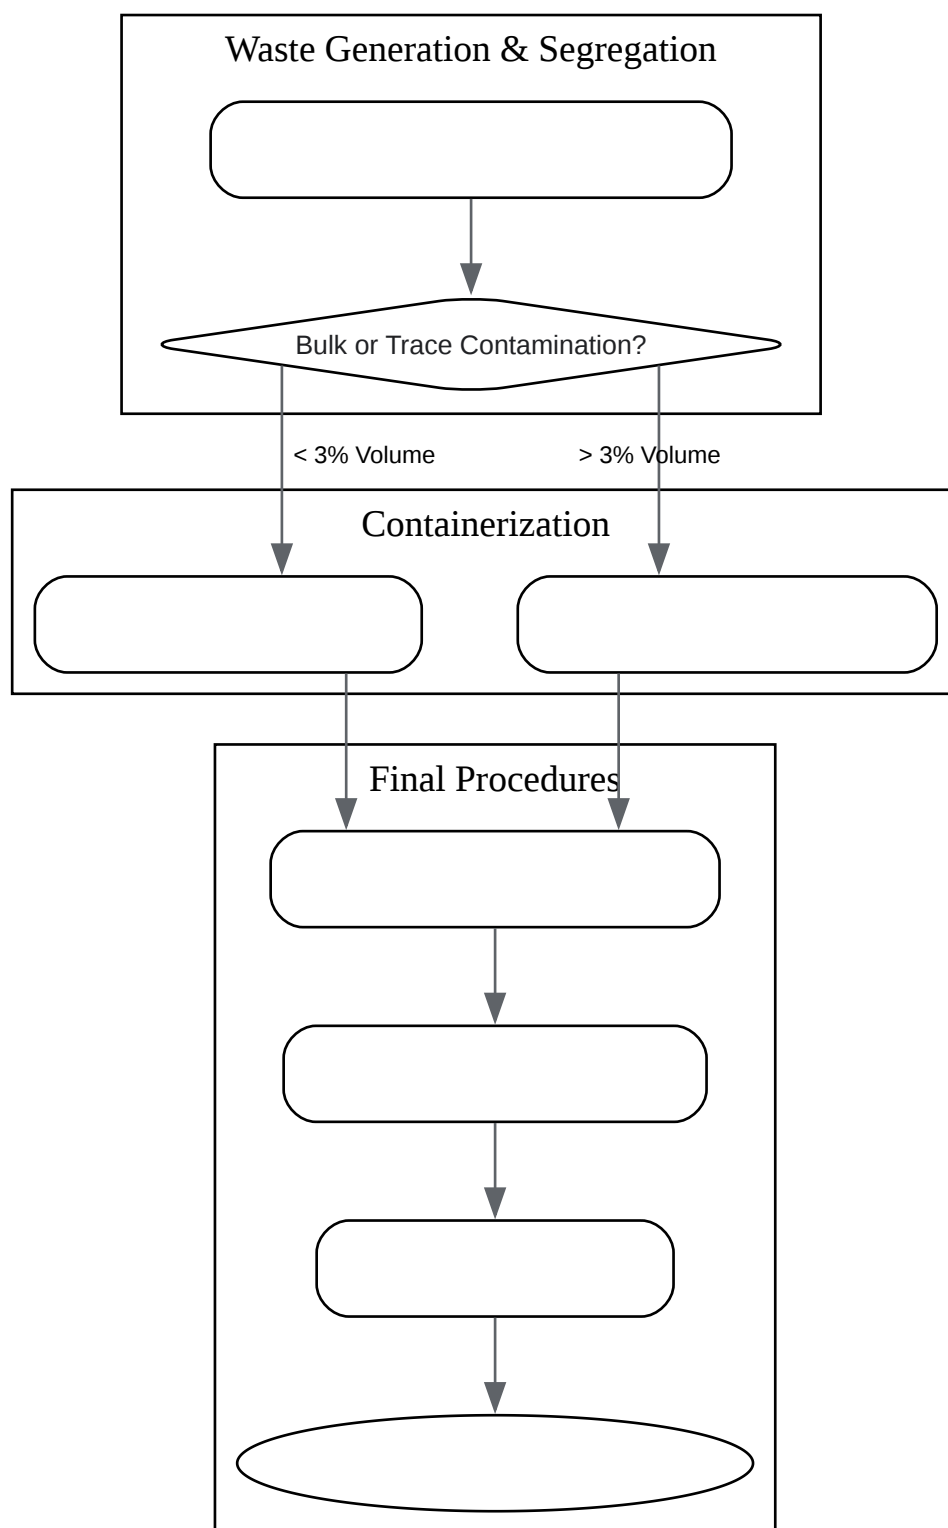 Waste Generation & Segregation
Bulk or Trace Contamination?
< 3% Volume
> 3% Volume
Containerization
Final Procedures